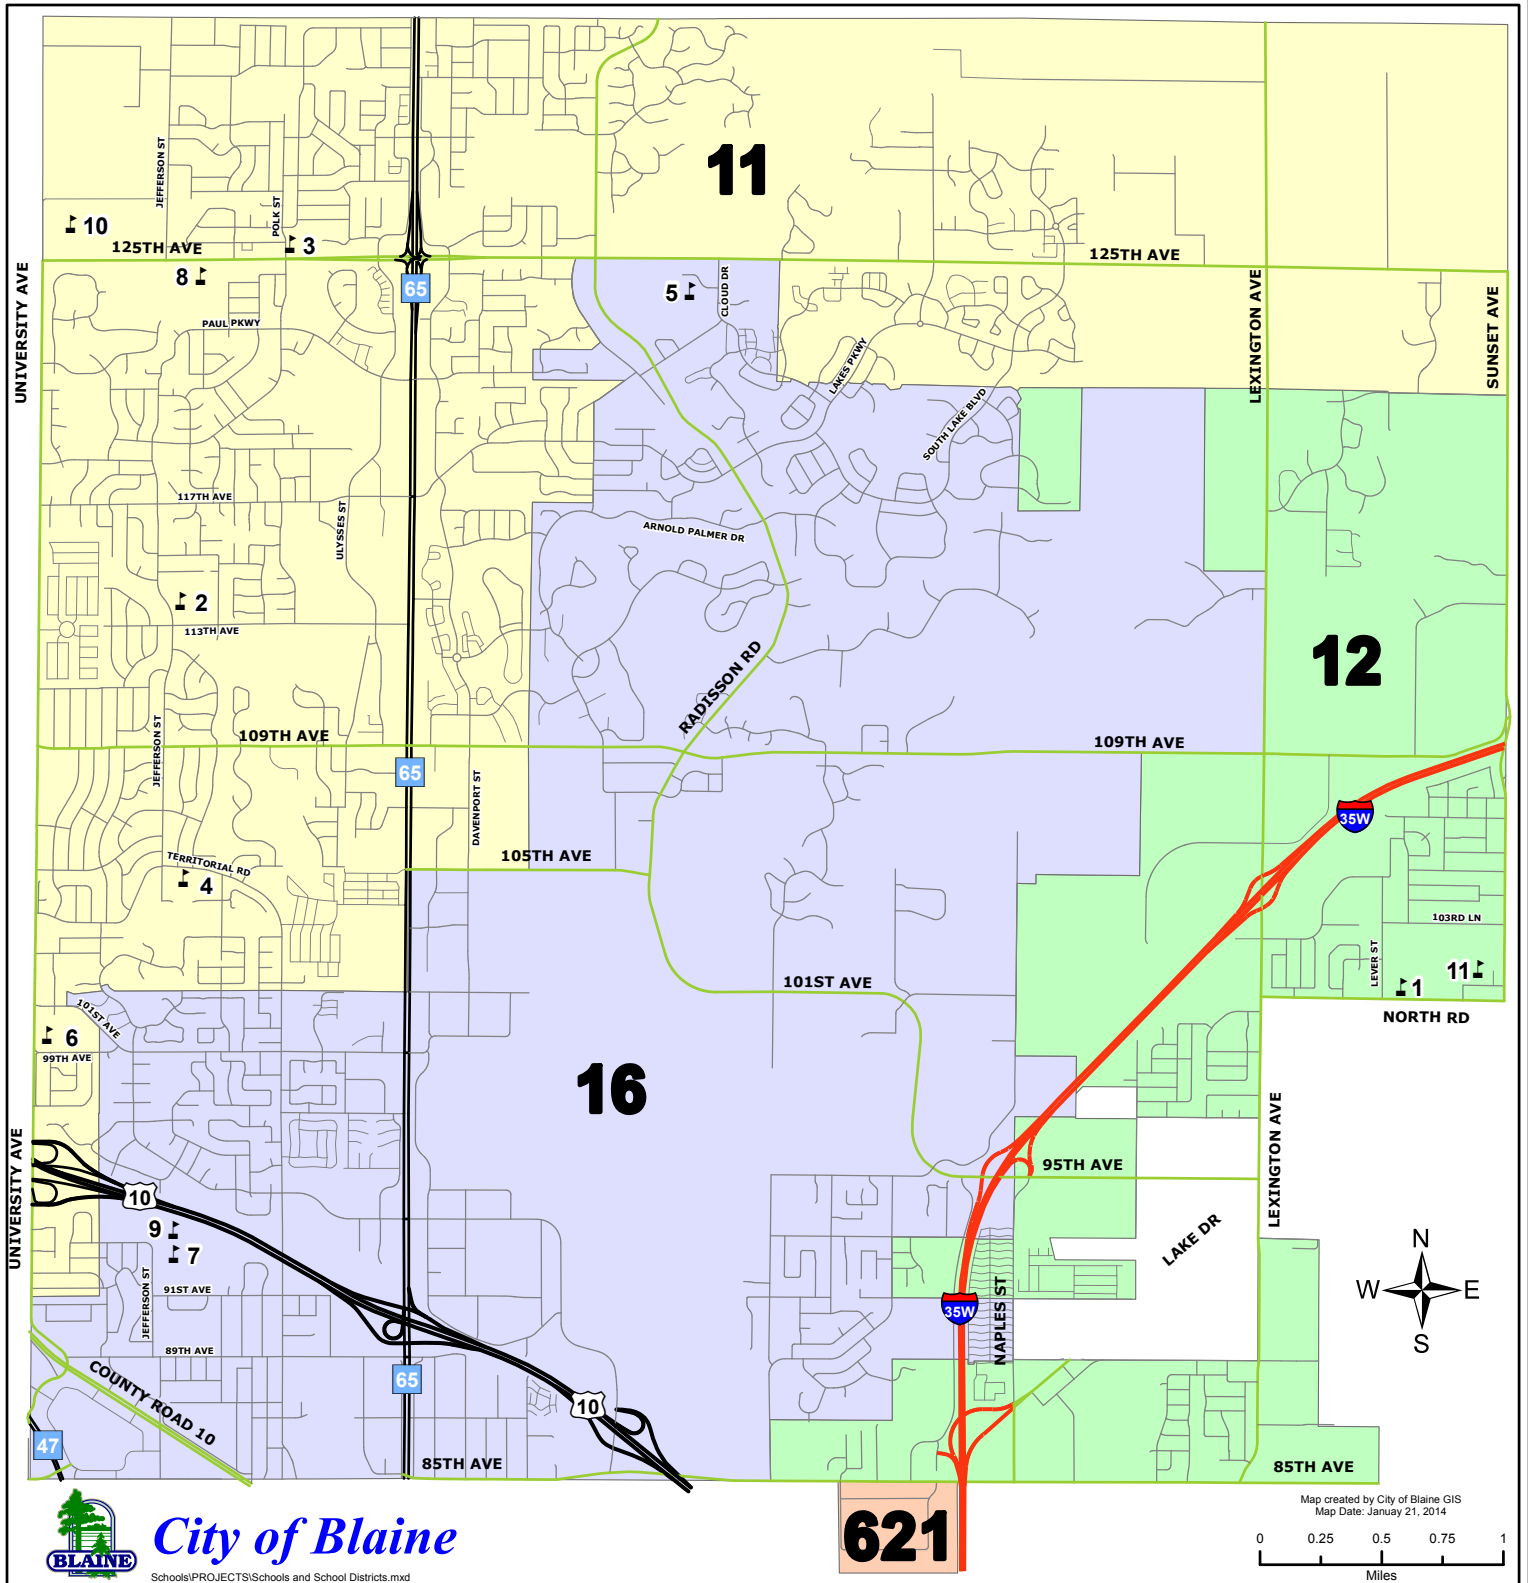 11
JEFFERSON ST
POLK ST
10
3
125TH AVE
125TH AVE
8
65
5
CLOUD DR
UNIVERSITY AVE
PAUL PKWY
LEXINGTON AVE
SUNSET AVE
LAKES PKWY
SOUTH LAKE BLVD
117TH AVE
ULYSSES ST
ARNOLD PALMER DR
2
113TH AVE
12
RADISSON RD
JEFFERSON ST
109TH AVE
109TH AVE
65
DAVENPORT ST
35W
105TH AVE
TERRITORIAL RD
4
103RD LN
LEVER ST
11
1
101ST AVE
101ST AVE
NORTH RD
6
99TH AVE
16
LEXINGTON AVE
UNIVERSITY AVE
95TH AVE
10
9
7
LAKE DR
N
W
E
S
91ST AVE
JEFFERSON ST
35W
NAPLES ST
89TH AVE
COUNTY ROAD 10
65
10
47
85TH AVE
85TH AVE
621
Map created by City of Blaine GIS
Map Date: Januay 21, 2014
0 0.25 0.5 0.75 1
Miles
BLAINE
City of Blaine
Schools\PROJECTS\Schools and School Districts.mxd